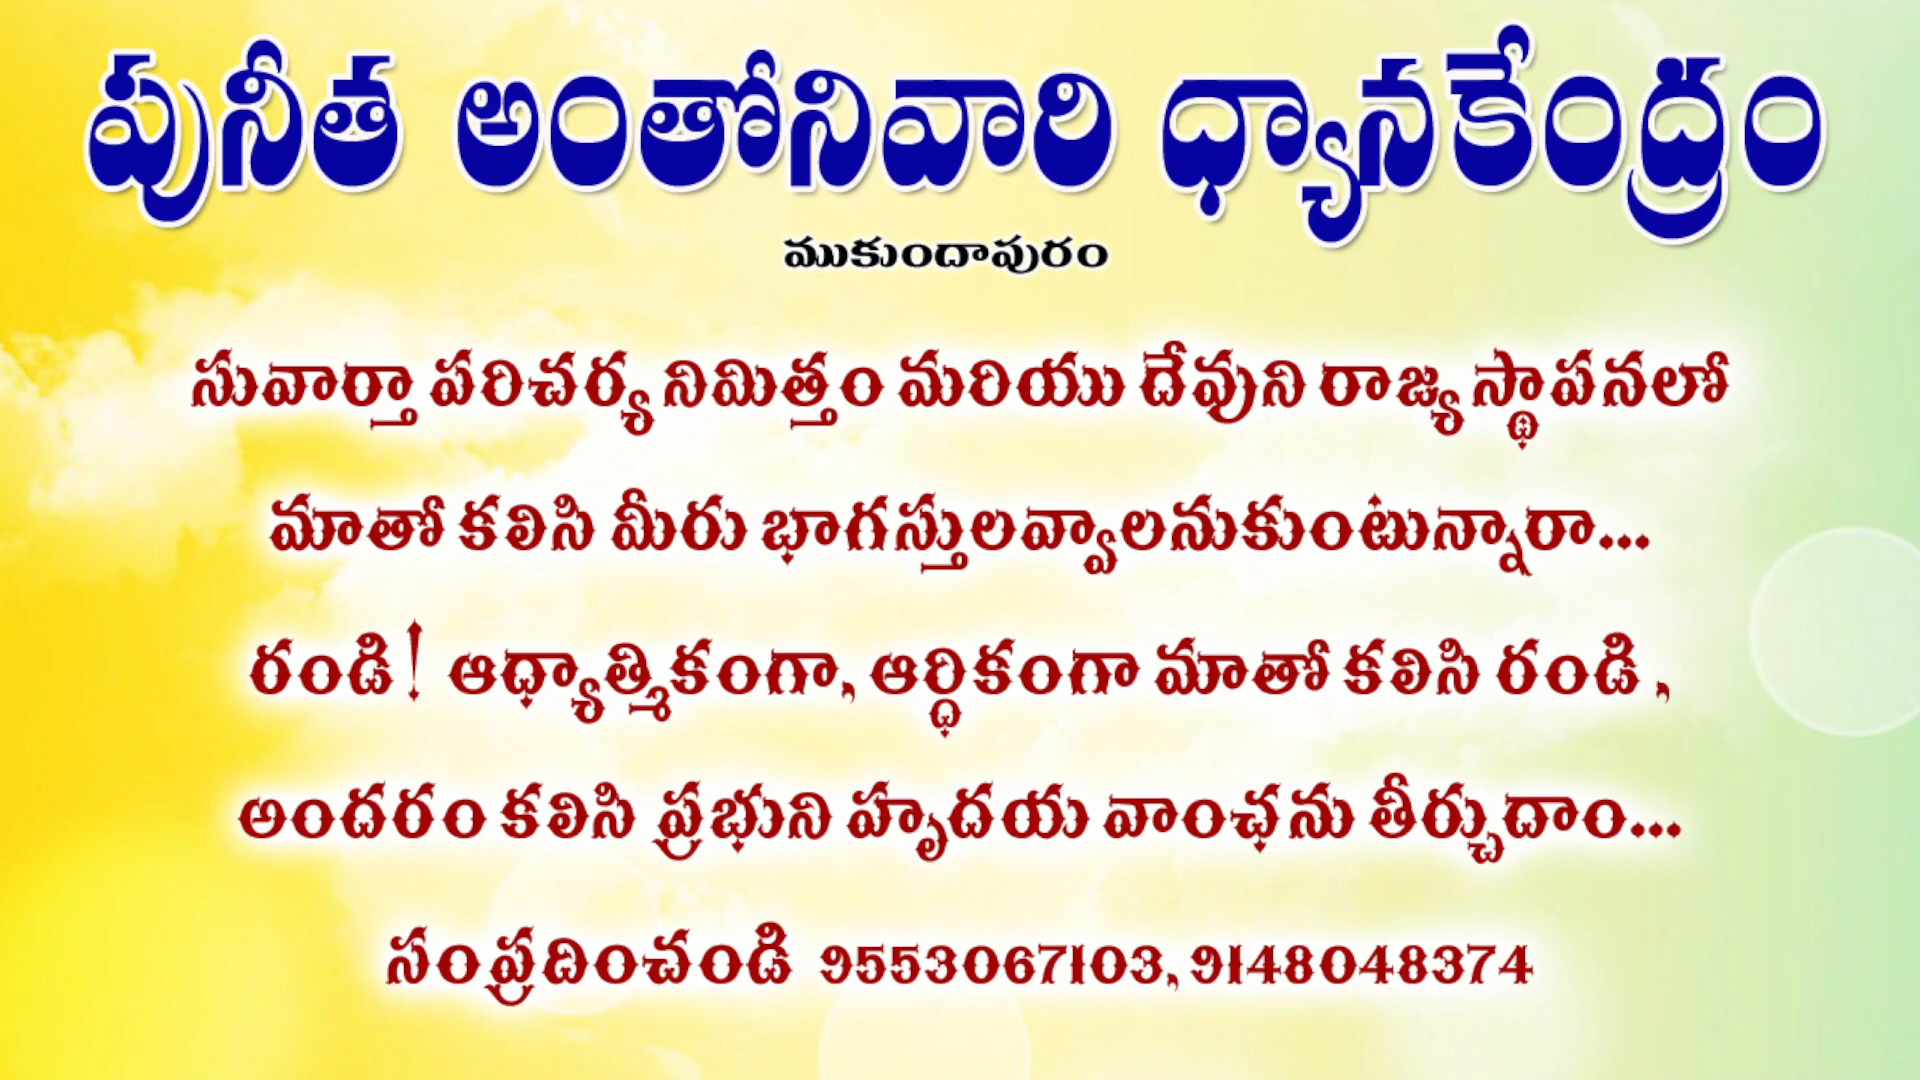 పునీత అంతోనివారి ధ్యానకేంద్రం
ముకుందాపురం
సువార్తా పరిచర్య నిమిత్తం మరియు దేవుని రాజ్య స్థాపనలో
మాతో కలిసి మీరు భాగస్తులవ్వాలనుకుంటున్నారా...
రండి! ఆధ్యాత్మికంగా, ఆర్ధికంగా మాతో కలిసి రండి,
అందరం కలిసి ప్రభుని హృదయ వాంఛను తీర్చుదాం...
సంప్రదించండి 9553067103, 9148048374